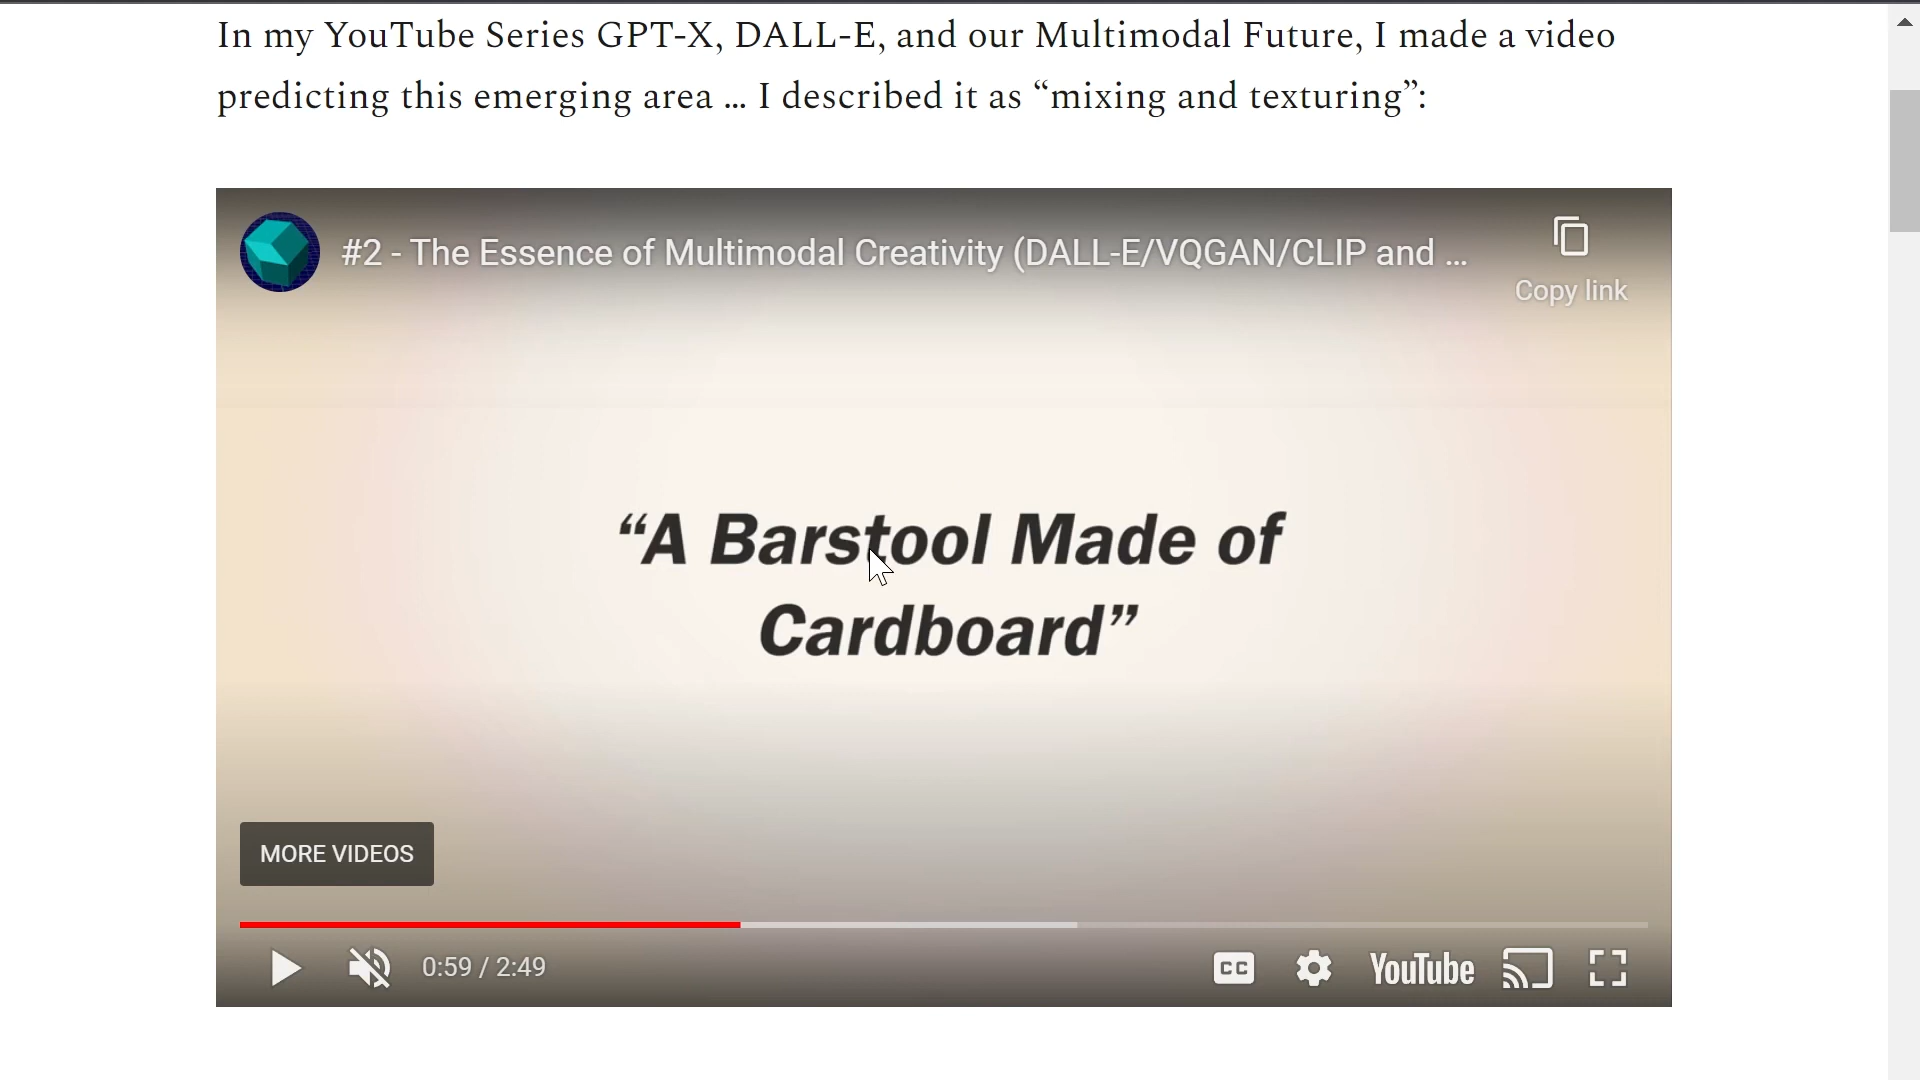 In my YouTube Series GPT-X, DALL-E, and our Multimodal Future, I made a video
predicting this emerging area ... I described it as “mixing and texturing”:
#2 - The Essence of Multimodal Creativity (DALL-E/VQGAN/CLIP and ...
Copy link
“A Barstool Made of
Cardboard”
MORE VIDEOS
0:59 / 2:49
CC
YouTube